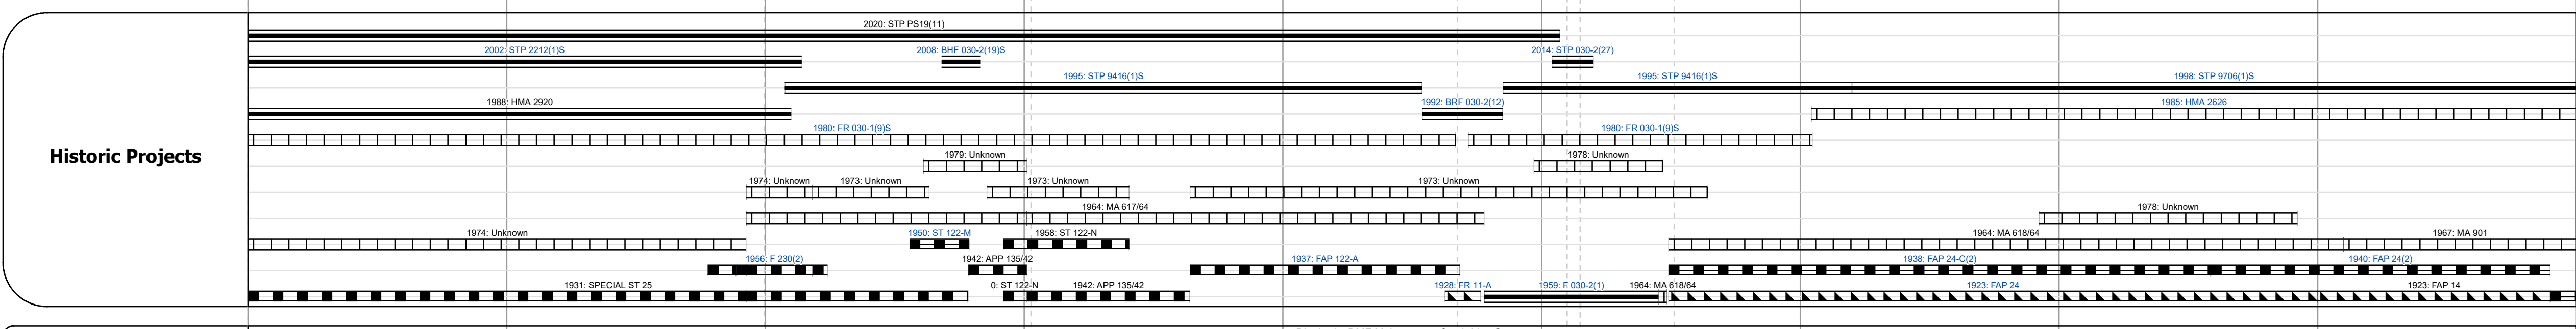 2020: STP PS19(11)
2002: STP 2212(1)S 2008: BHF 030-2(19)S 2014: STP 030-2(27)
1995: STP 9416(1)S 1995: STP 9416(1)S 1998: STP 9706(1)S
1988: HMA 2920 1992: BRF 030-2(12) 1985: HMA 2626
1980: FR 030-1(9)S 1980: FR 030-1(9)S
Historic Projects
1979: Unknown 1978: Unknown
1974: Unknown 1973: Unknown 1973: Unknown 1973: Unknown
1964: MA 617/64 1978: Unknown
1974: Unknown 1950: ST 122-M 1958: ST 122-N 1964: MA 618/64 1967: MA 901
1956: F 230(2) 1942: APP 135/42 1937: FAP 122-A 1938: FAP 24-C(2) 1940: FAP 24(2)
1931: SPECIAL ST 25 0: ST 122-N 1942: APP 135/42 1928: FR 11-A 1959: F 030-2(1) 1964: MA 618/64 1923: FAP 24 1923: FAP 14